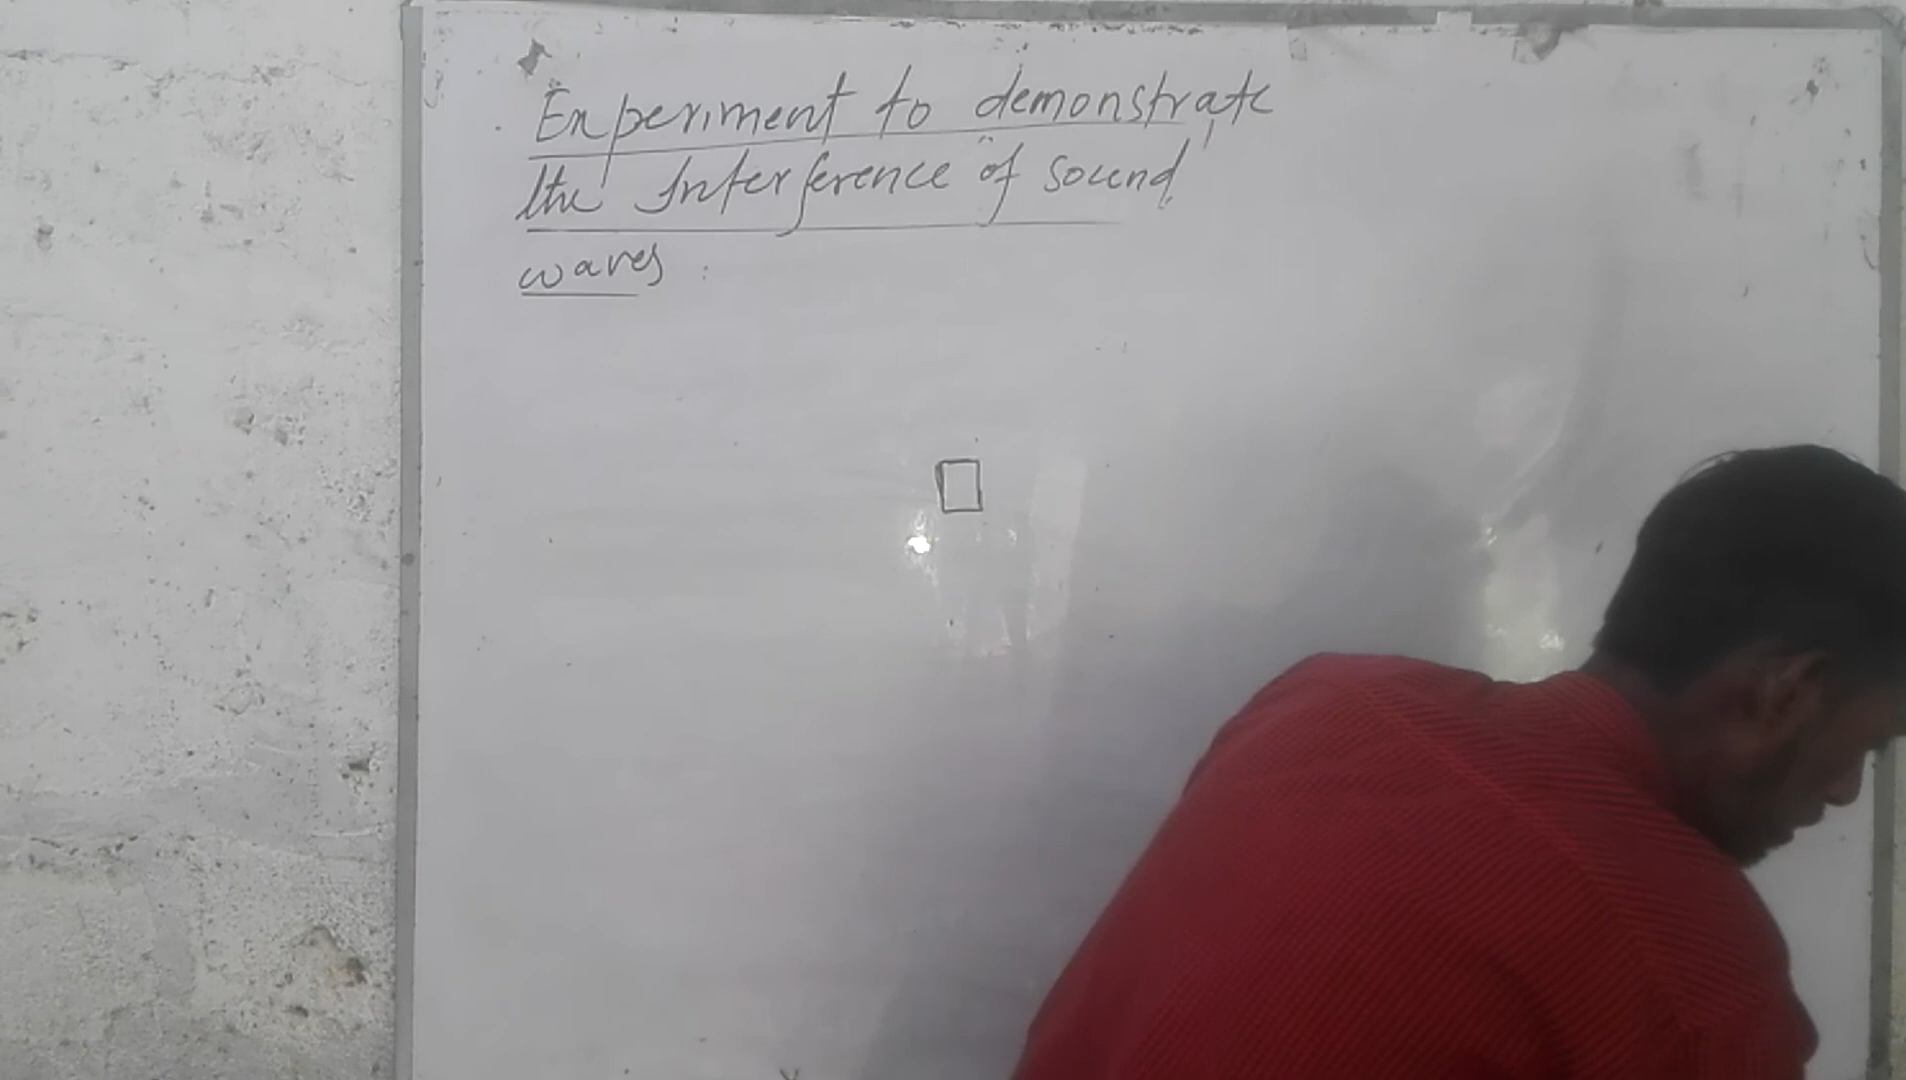 Experiment to demonstrate
the Interference of sound
waves :